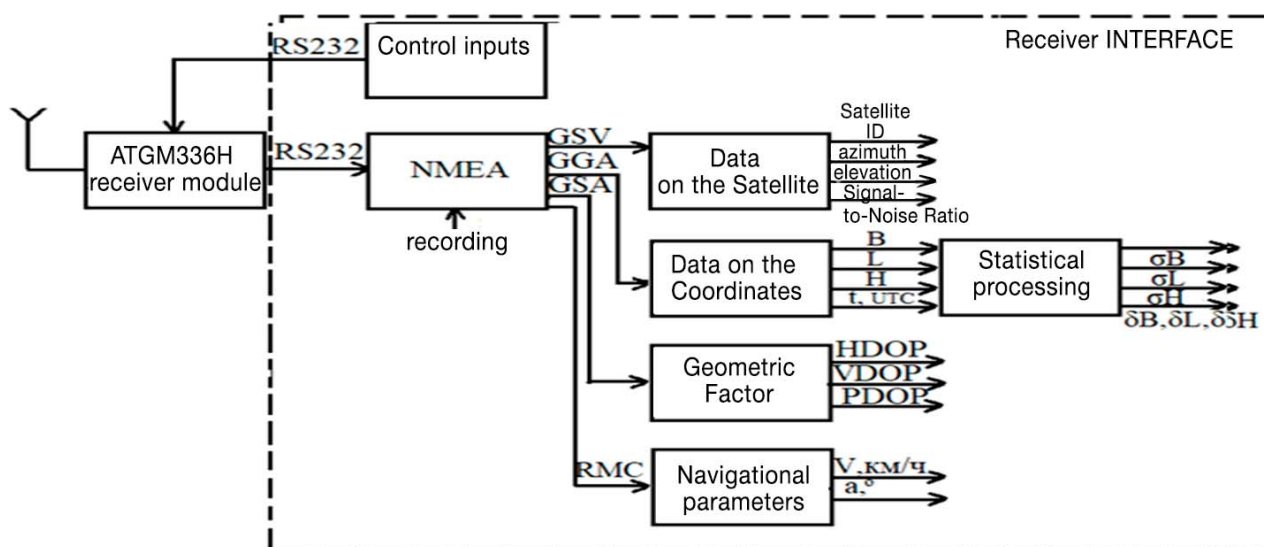 Receiver INTERFACE
RS232
Control inputs
ATGM336H
receiver module
RS232
NMEA
recording
GSV
GGA
GSA
RMC
Data
on the Satellite
Satellite
ID
azimuth
elevation
Signal-
to-Noise Ratio
Data on the
Coordinates
B
L
H
t, UTC
Statistical
processing
σB
σL
σH
δB,δL,δδH
Geometric
Factor
HDOP
VDOP
PDOP
Navigational
parameters
V,км/ч
a,°